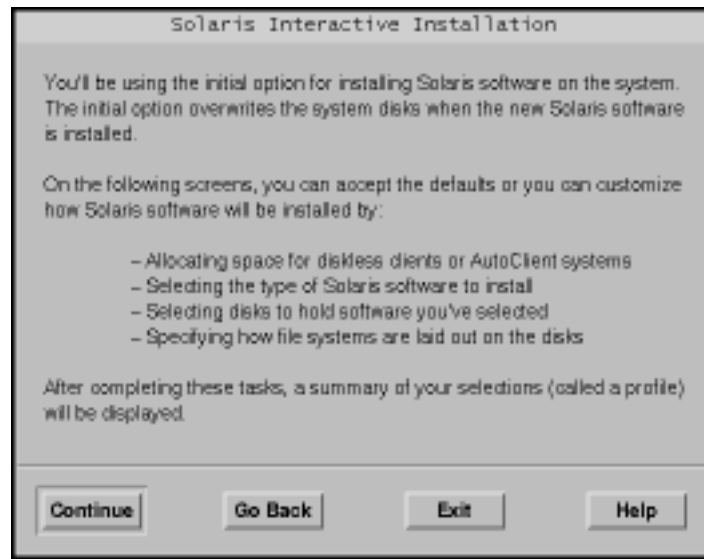 Solaris Interactive Installation
You'll be using the initial option for installing Solaris software on the system.
The initial option overwrites the system disks when the new Solaris software
is installed.
On the following screens, you can accept the defaults or you can customize
how Solaris software will be installed by:
– Allocating space for diskless clients or AutoClient systems
– Selecting the type of Solaris software to install
– Selecting disks to hold software you've selected
– Specifying how file systems are laid out on the disks
After completing these tasks, a summary of your selections (called a profile)
will be displayed.
Continue Go Back Exit Help